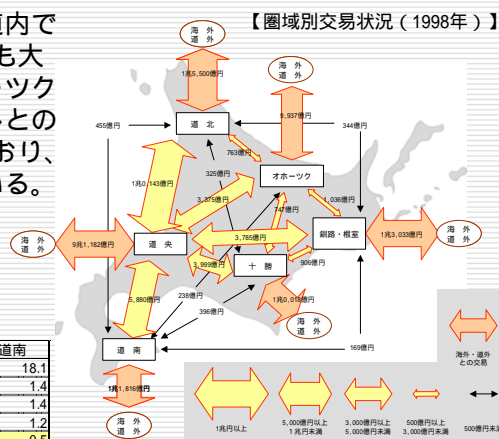 道内で
も大
ーツク
レとの
おり、
いる。
【圏域別交易状況（1998年）】
海 外
道 外
1兆5,500億円
海 外
道 外
9,937億円
道 北
455億円
344億円
763億円
325億円
オホーツク
1兆0,143億円
3,375億円
747億円
1,036億円
海 外
道 外
9兆1,182億円
道 央
3,785億円
釧路・根室
1兆3,033億円
海 外
道 外
3,999億円
十 勝
906億円
5,880億円
238億円
396億円
1兆0,018億円
海 外
道 外
道 南
169億円
1兆1,816億円
海 外
道 外
道南
18.1
1.4
1.4
1.2
0.5
海外・道外
との交易
1兆円以上
5,000億円以上
1兆円未満
3,000億円以上
5,000億円未満
500億円以上
3,000億円未満
500億円未